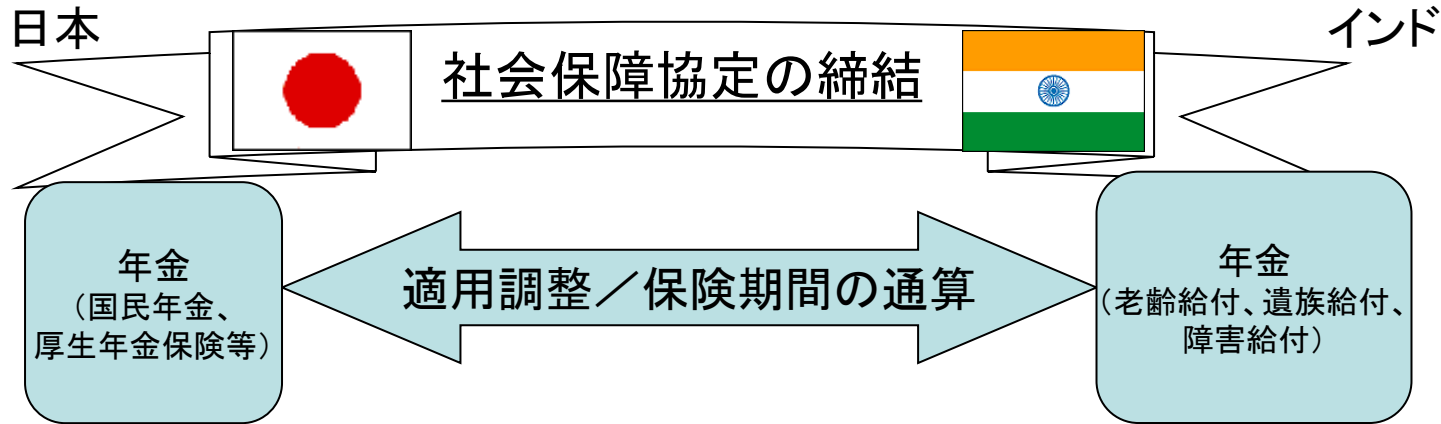 日本
インド
社会保障協定の締結
年金
（国民年金、
厚生年金保険等）
適用調整／保険期間の通算
年金
（老齢給付、遺族給付、
障害給付）